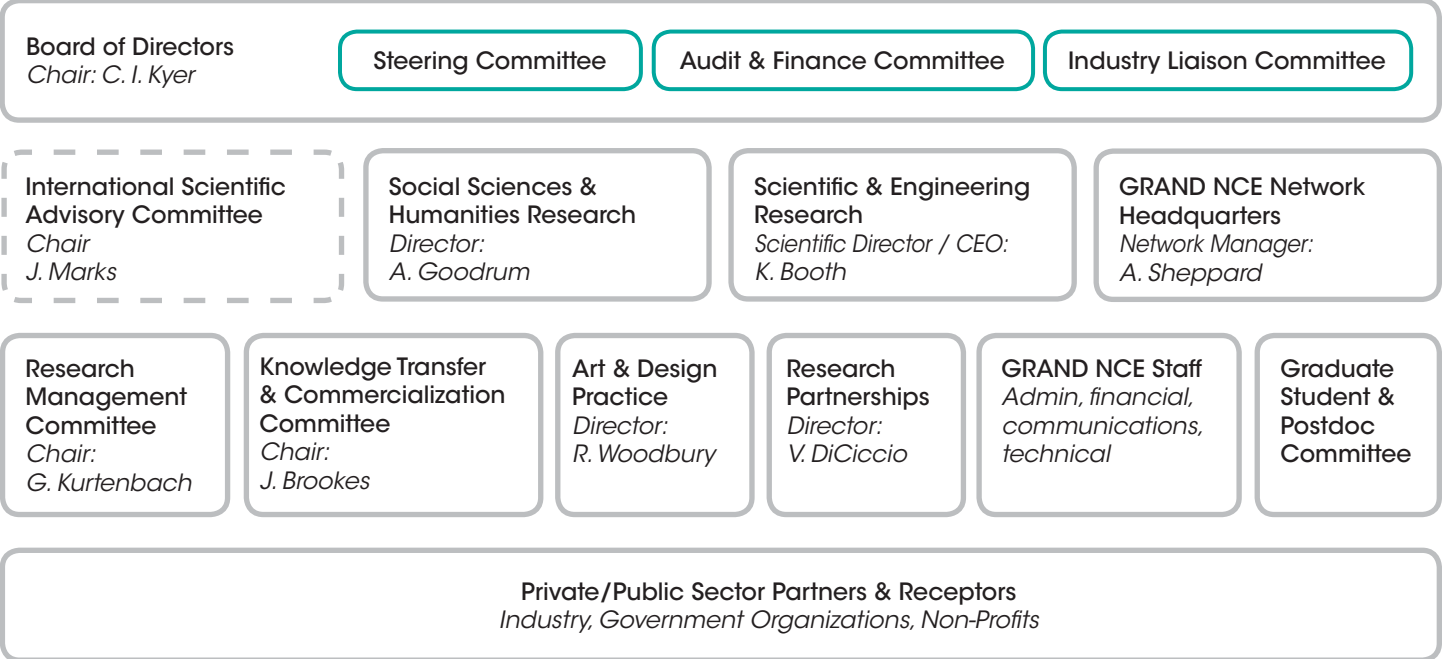 Board of Directors
Chair: C. I. Kyer
Steering Committee
Audit & Finance Committee
Industry Liaison Committee
International Scientific
Advisory Committee
Chair
J. Marks
Social Sciences &
Humanities Research
Director:
A. Goodrum
Scientific & Engineering
Research
Scientific Director / CEO:
K. Booth
GRAND NCE Network
Headquarters
Network Manager:
A. Sheppard
Research
Management
Committee
Chair:
G. Kurtenbach
Knowledge Transfer
& Commercialization
Committee
Chair:
J. Brookes
Art & Design
Practice
Director:
R. Woodbury
Research
Partnerships
Director:
V. DiCiccio
GRAND NCE Staff
Admin, financial,
communications,
technical
Graduate
Student &
Postdoc
Committee
Private/Public Sector Partners & Receptors
Industry, Government Organizations, Non-Profits